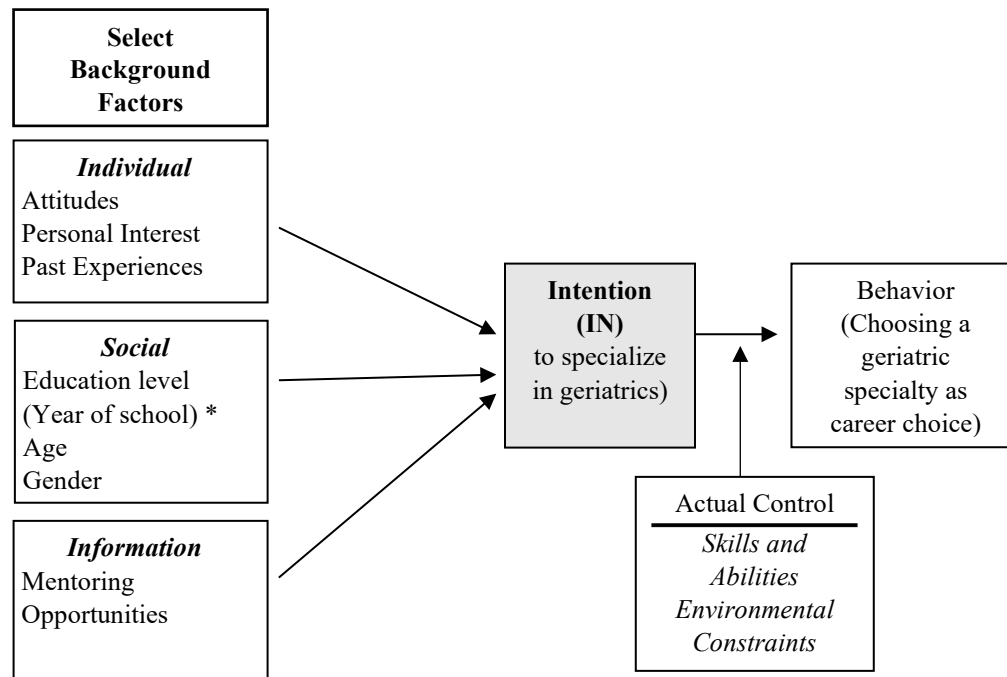 Select
Background
Factors
Individual
Attitudes
Personal Interest
Past Experiences
Social
Education level
(Year of school) *
Age
Gender
Information
Mentoring
Opportunities
Intention
(IN)
to specialize
in geriatrics)
Behavior
(Choosing a
geriatric
specialty as
career choice)
Actual Control
Skills and
Abilities
Environmental
Constraints